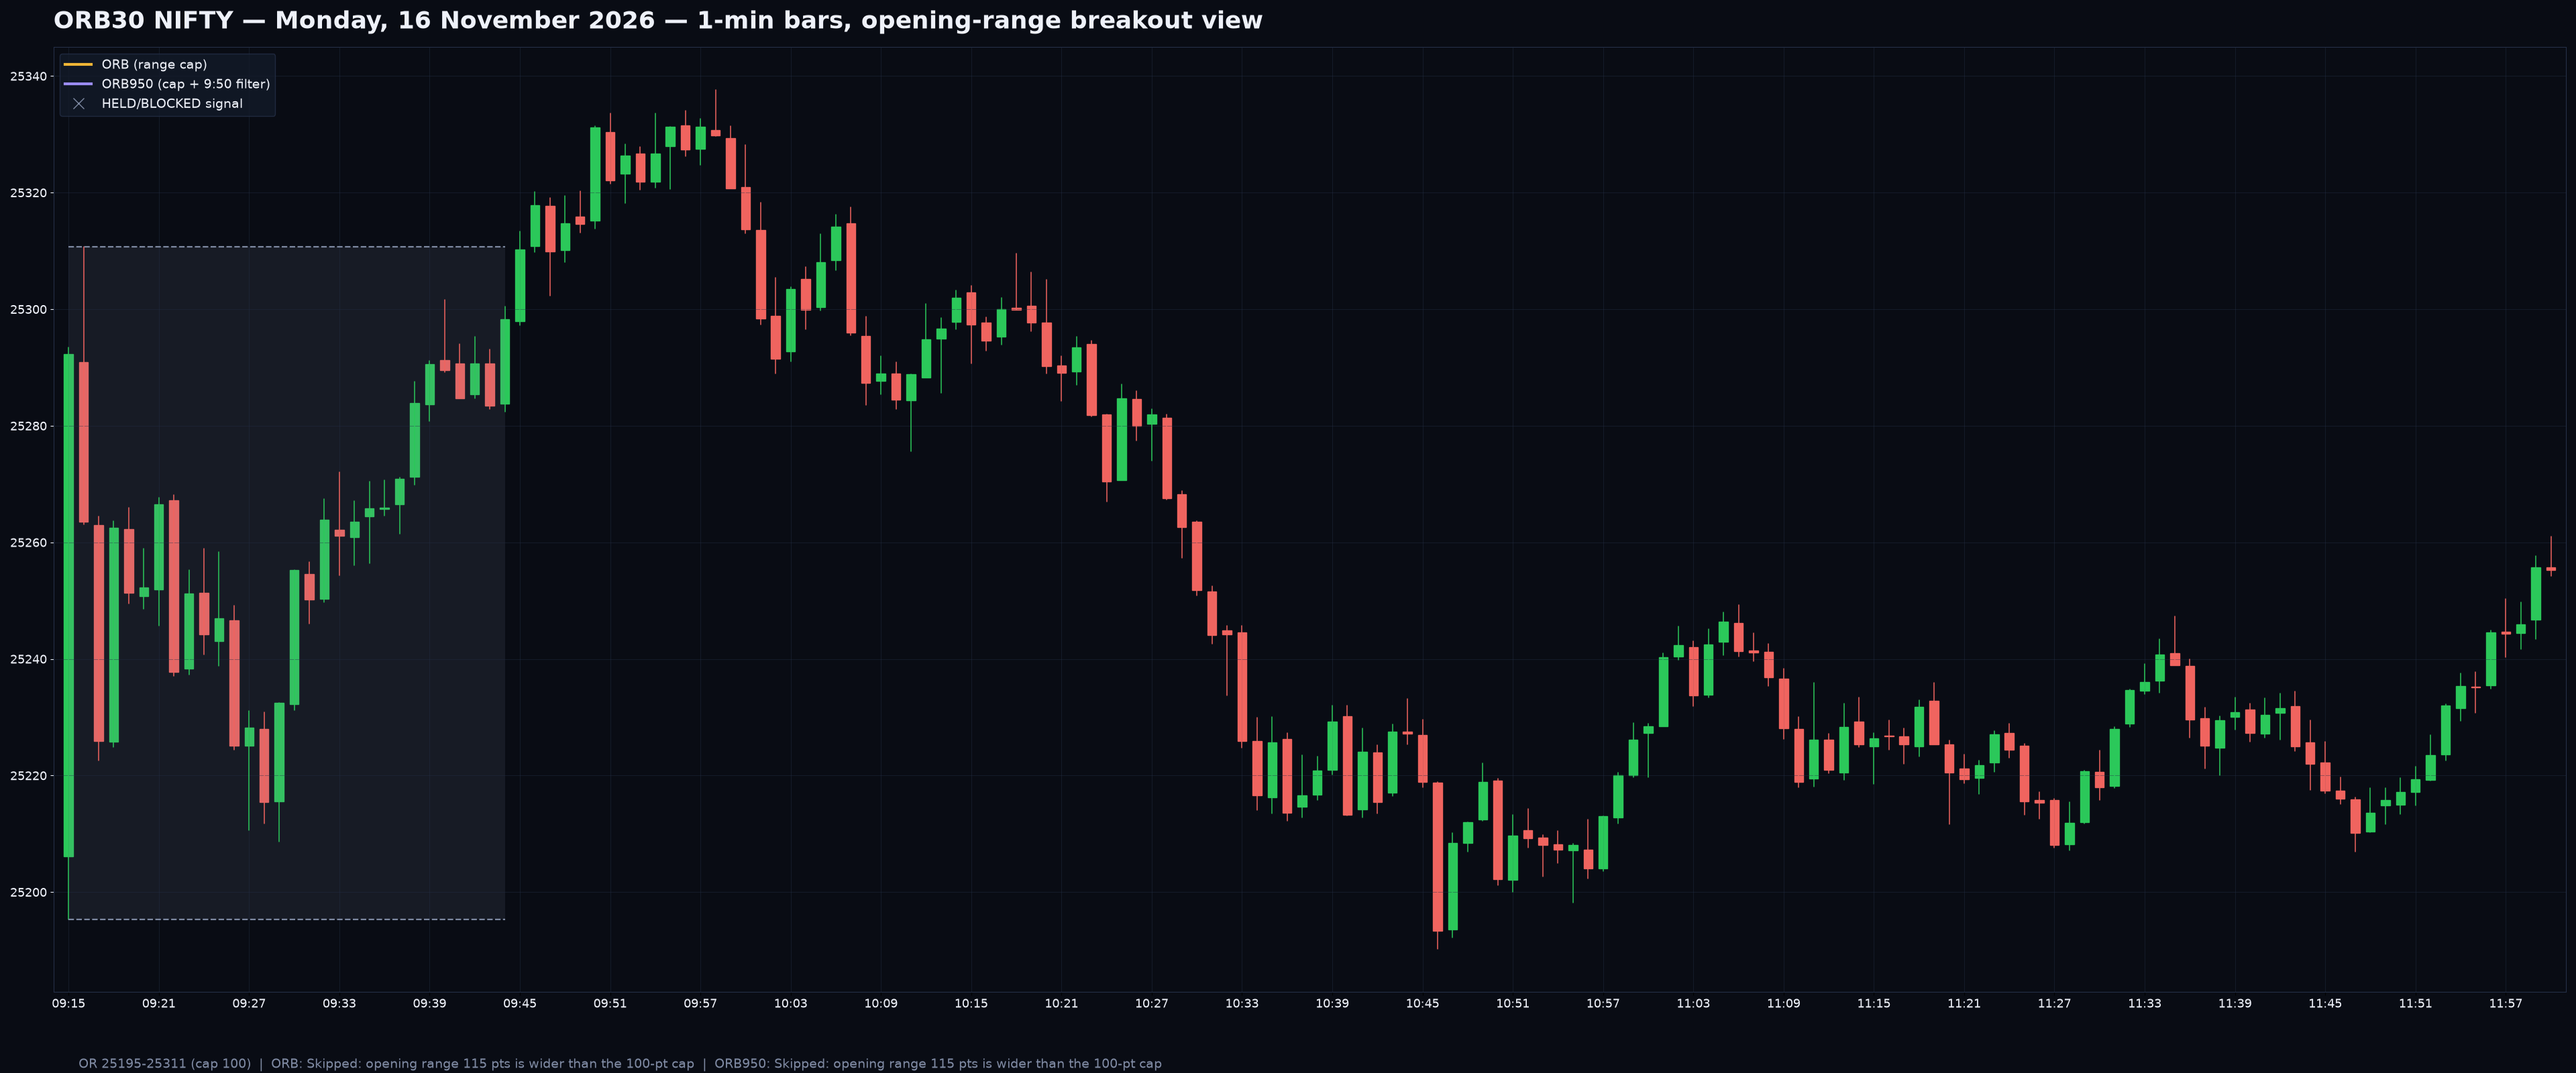 ORB30 NIFTY — Monday, 16 November 2026 — 1-min bars, opening-range breakout view
ORB (range cap)
ORB950 (cap + 9:50 filter)
HELD/BLOCKED signal
25340
25320
25300
25280
25260
25240
25220
25200
09:15 09:21 09:27 09:33 09:39 09:45 09:51 09:57 10:03 10:09 10:15 10:21 10:27 10:33 10:39 10:45 10:51 10:57 11:03 11:09 11:15 11:21 11:27 11:33 11:39 11:45 11:51 11:57
OR 25195-25311 (cap 100) | ORB: Skipped: opening range 115 pts is wider than the 100-pt cap | ORB950: Skipped: opening range 115 pts is wider than the 100-pt cap